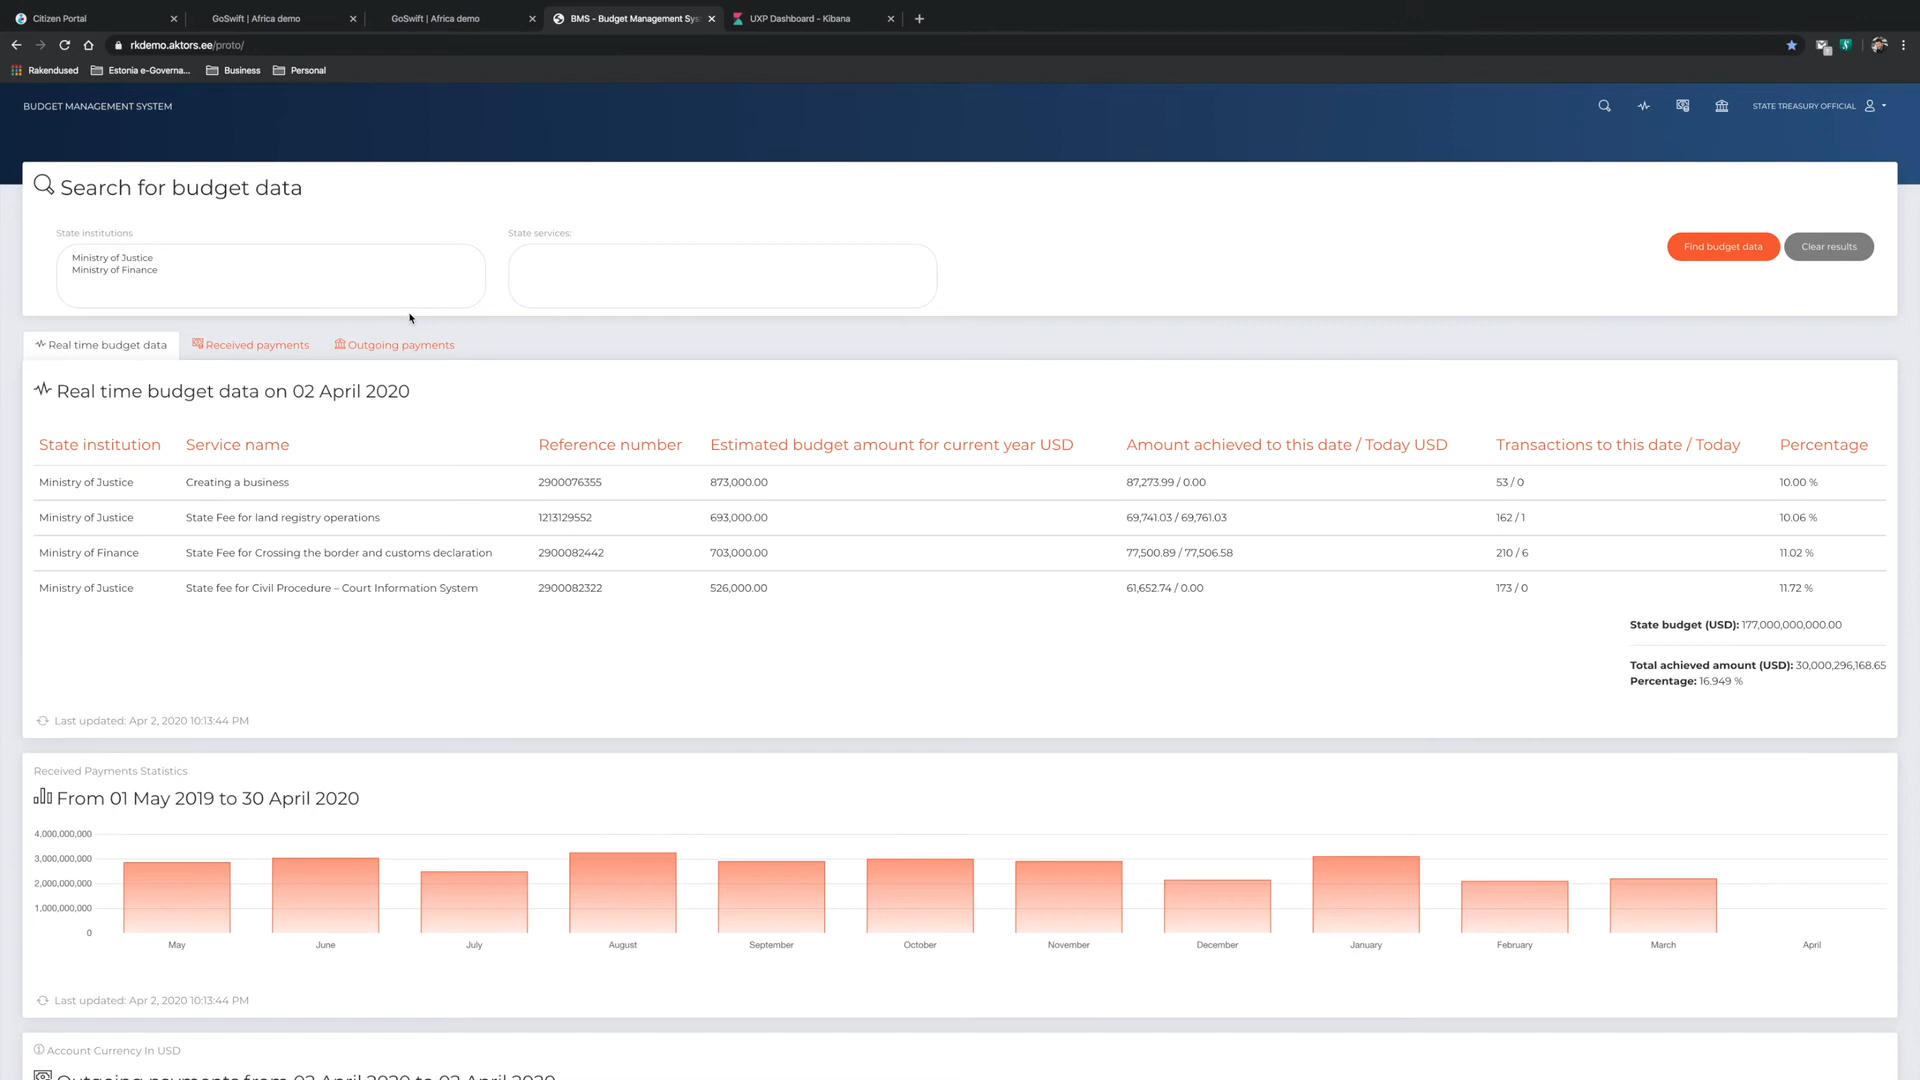 Citizen Portal
GoSwift | Africa demo
GoSwift | Africa demo
BMS - Budget Management Sys
UXP Dashboard - Kibana
rkdemo.aktors.ee/proto/
Rakendused
Estonia e-Governa...
Business
Personal
BUDGET MANAGEMENT SYSTEM
STATE TREASURY OFFICIAL
Search for budget data
State institutions
State services:
Ministry of Justice
Ministry of Finance
Find budget data
Clear results
Real time budget data
Received payments
Outgoing payments
Real time budget data on 02 April 2020
State institution Service name Reference number Estimated budget amount for current year USD Amount achieved to this date / Today USD Transactions to this date / Today Percentage
Ministry of Justice Creating a business 2900076355 873,000.00 87,273.99 / 0.00 53 / 0 10.00 %
Ministry of Justice State Fee for land registry operations 1213129552 693,000.00 69,741.03 / 69,761.03 162 / 1 10.06 %
Ministry of Finance State Fee for Crossing the border and customs declaration 2900082442 703,000.00 77,500.89 / 77,506.58 210 / 6 11.02 %
Ministry of Justice State fee for Civil Procedure – Court Information System 2900082322 526,000.00 61,652.74 / 0.00 173 / 0 11.72 %
State budget (USD): 177,000,000,000.00
Total achieved amount (USD): 30,000,296,168.65
Percentage: 16.949 %
Last updated: Apr 2, 2020 10:13:44 PM
Received Payments Statistics
From 01 May 2019 to 30 April 2020
4,000,000,000
3,000,000,000
2,000,000,000
1,000,000,000
0
May June July August September October November December January February March April
Last updated: Apr 2, 2020 10:13:44 PM
Account Currency In USD
Outgoing payments from 02 April 2020 to 02 April 2020